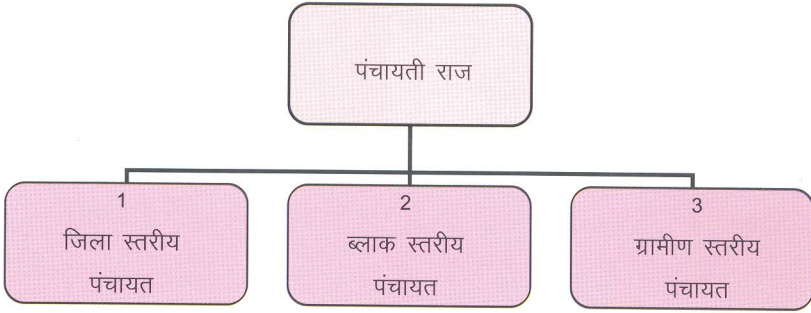 पंचायती राज
1
जिला स्तरीय
पंचायत
2
ब्लाक स्तरीय
पंचायत
3
ग्रामीण स्तरीय
पंचायत